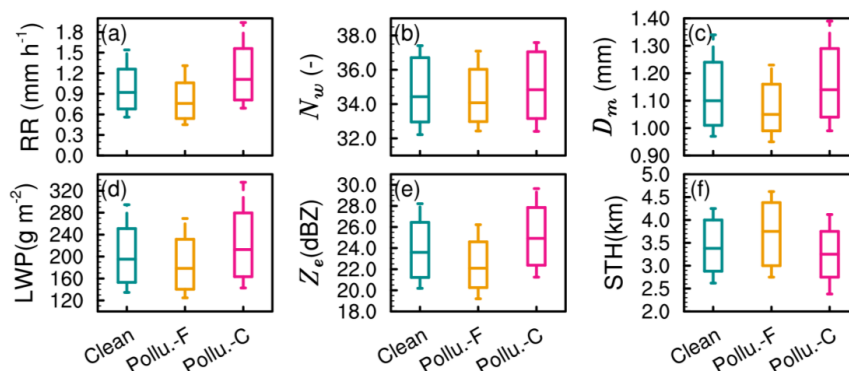 (a)
RR (mm h⁻¹)
1.8
1.5
1.2
0.9
0.6
0.3
0.0
(b)
N_w (-)
38.0
36.0
34.0
32.0
(c)
D_m (mm)
1.40
1.30
1.20
1.10
1.00
0.90
(d)
LWP(g m⁻²)
320
280
240
200
160
120
Clean
Pollu.-F
Pollu.-C
(e)
Z_e(dBZ)
30.0
28.0
26.0
24.0
22.0
20.0
18.0
Clean
Pollu.-F
Pollu.-C
(f)
STH(km)
5.0
4.5
4.0
3.5
3.0
2.5
2.0
Clean
Pollu.-F
Pollu.-C